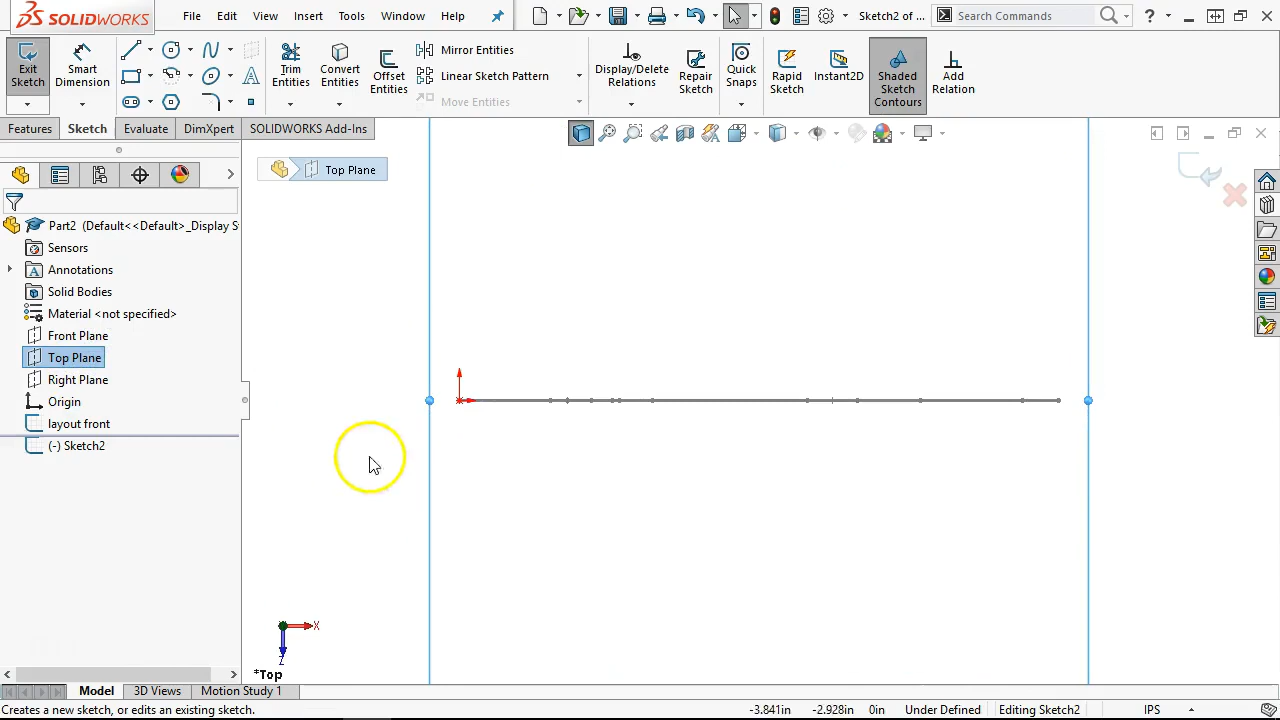 SOLIDWORKS File Edit View Insert Tools Window Help Sketch2 of ... Search Commands ?
Exit Sketch Smart Dimension Trim Entities Convert Entities Offset Entities Mirror Entities Linear Sketch Pattern Move Entities Display/Delete Relations Repair Sketch Quick Snaps Rapid Sketch Instant2D Shaded Sketch Contours Add Relation
Features Sketch Evaluate DimXpert SOLIDWORKS Add-Ins
Top Plane
Part2 (Default<<Default>_Display S
Sensors
Annotations
Solid Bodies
Material <not specified>
Front Plane
Top Plane
Right Plane
Origin
layout front
(-) Sketch2
X
Z
*Top
Model 3D Views Motion Study 1
Creates a new sketch, or edits an existing sketch. -3.841in -2.928in 0in Under Defined Editing Sketch2 IPS